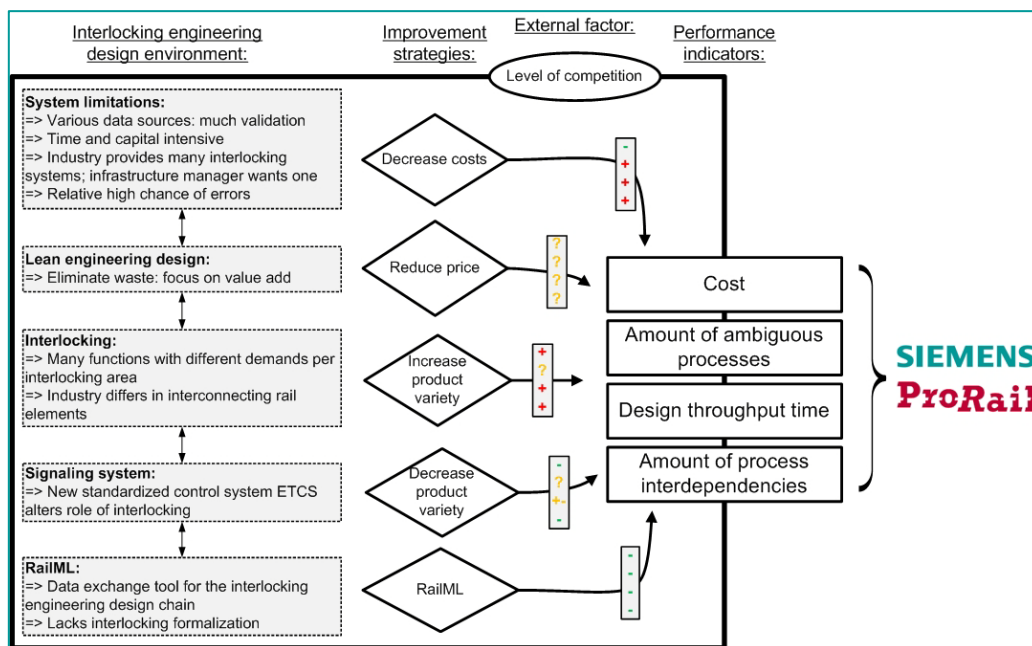 Interlocking engineering
design environment:
Improvement
strategies:
External factor:
Performance
indicators:
Level of competition
System limitations:
=> Various data sources: much validation
=> Time and capital intensive
=> Industry provides many interlocking
systems; infrastructure manager wants one
=> Relative high chance of errors
Lean engineering design:
=> Eliminate waste: focus on value add
Interlocking:
=> Many functions with different demands per
interlocking area
=> Industry differs in interconnecting rail
elements
Signaling system:
=> New standardized control system ETCS
alters role of interlocking
RailML:
=> Data exchange tool for the interlocking
engineering design chain
=> Lacks interlocking formalization
Decrease costs
-
+
+
+
Reduce price
?
?
?
?
Increase
product
variety
+
?
+
+
Decrease
product
variety
-
?
+-
-
RailML
-
-
-
-
Cost
Amount of ambiguous
processes
Design throughput time
Amount of process
interdependencies
SIEMENS
ProRail